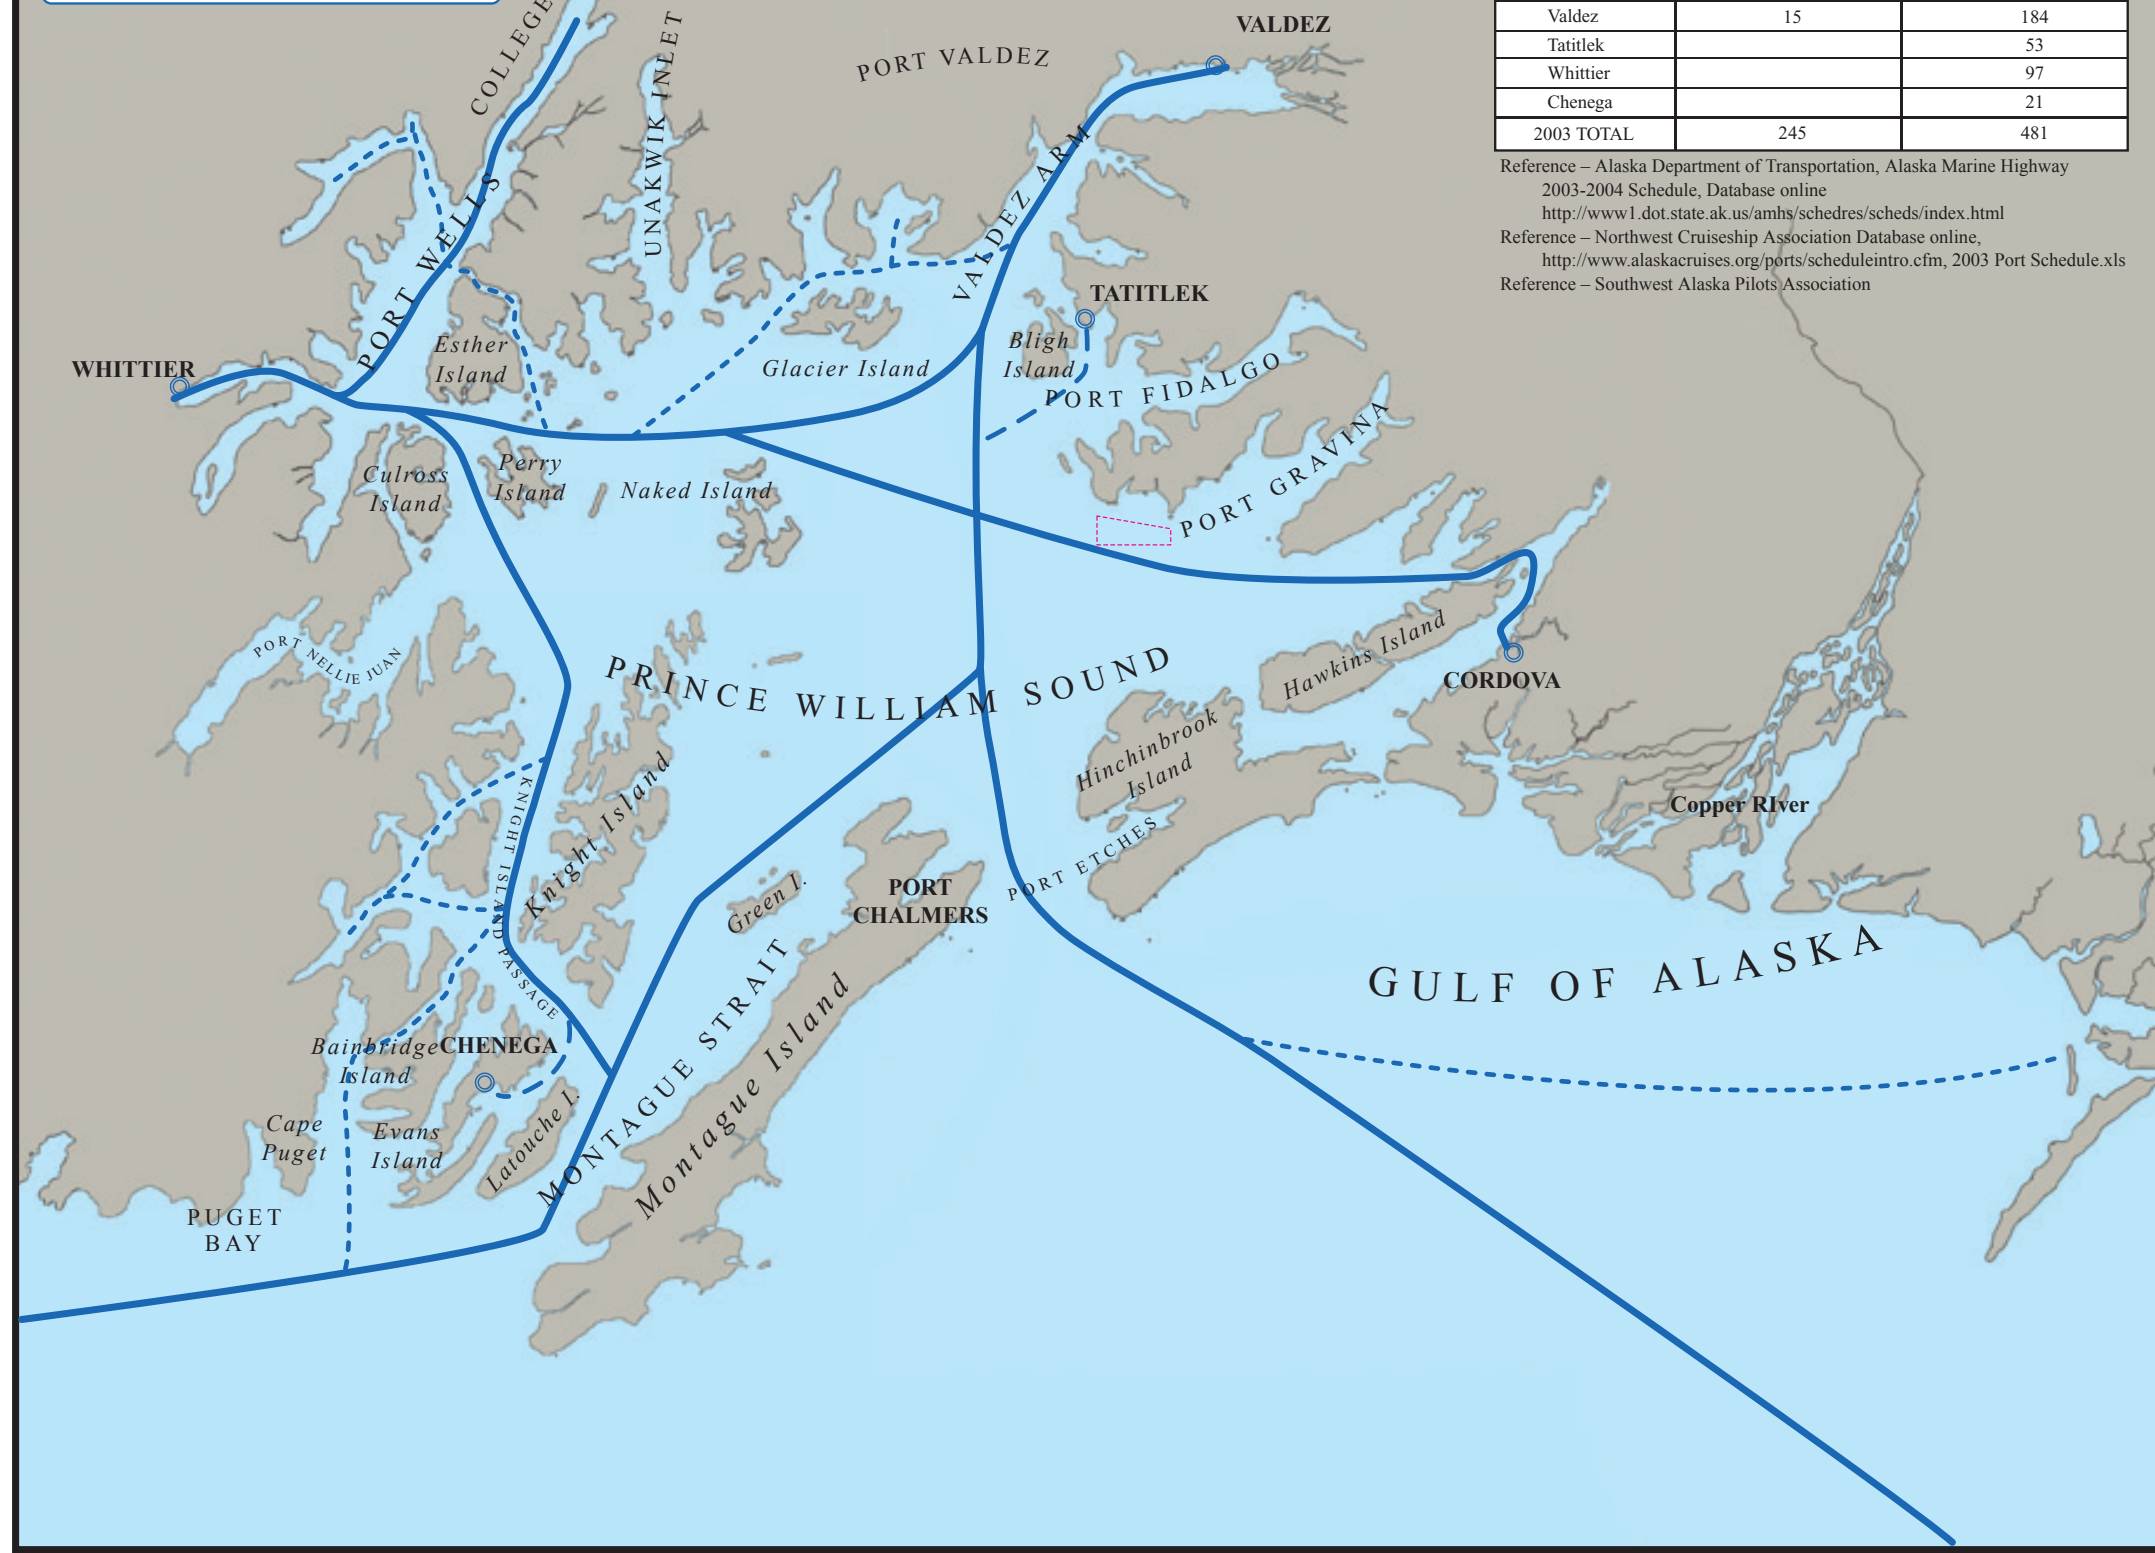 COLLEGE
UNAKWIK INLET
PORT VALDEZ
VALDEZ
Valdez 15 184
Tatitlek 53
Whittier 97
Chenega 21
2003 TOTAL 245 481
Reference – Alaska Department of Transportation, Alaska Marine Highway
2003-2004 Schedule, Database online
http://www1.dot.state.ak.us/amhs/schedres/scheds/index.html
Reference – Northwest Cruiseship Association Database online,
http://www.alaskacruises.org/ports/scheduleintro.cfm, 2003 Port Schedule.xls
Reference – Southwest Alaska Pilots Association
PORT WELLS
VALDEZ ARM
TATITLEK
WHITTIER
Esther
Island
Glacier Island
Bligh
Island
PORT FIDALGO
PORT GRAVINA
Culross
Island
Perry
Island
Naked Island
PORT NELLIE JUAN
PRINCE WILLIAM SOUND
Hawkins Island
CORDOVA
Hinchinbrook
Island
Knight Island
KNIGHT ISLAND PASSAGE
Copper RIver
PORT ETCHES
Green I.
PORT
CHALMERS
GULF OF ALASKA
MONTAGUE STRAIT
Montague Island
Bainbridge
Island
CHENEGA
Cape
Puget
Evans
Island
Latouche I.
PUGET
BAY